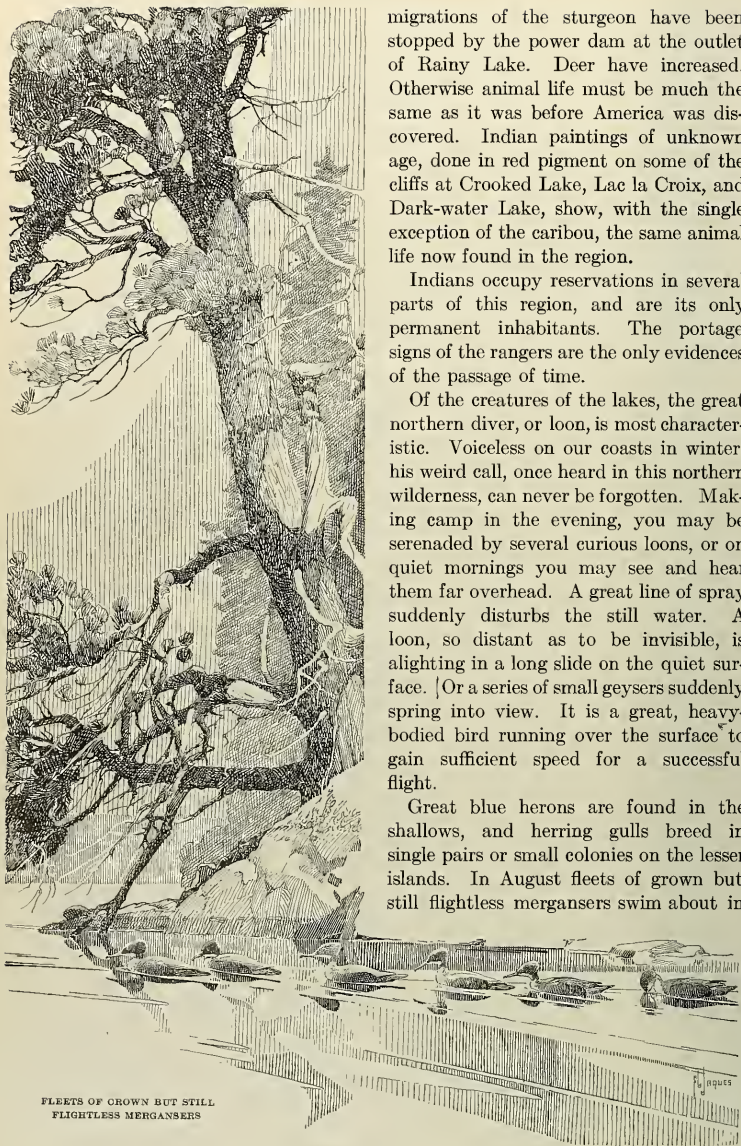 migrations of the sturgeon have been
stopped by the power dam at the outlet
of Rainy Lake. Deer have increased.
Otherwise animal life must be much the
same as it was before America was dis-
covered. Indian paintings of unknown
age, done in red pigment on some of the
cliffs at Crooked Lake, Lac la Croix, and
Dark-water Lake, show, with the single
exception of the caribou, the same animal
life now found in the region.
Indians occupy reservations in several
parts of this region, and are its only
permanent inhabitants. The portage
signs of the rangers are the only evidences
of the passage of time.
Of the creatures of the lakes, the great
northern diver, or loon, is most character-
istic. Voiceless on our coasts in winter
his weird call, once heard in this northern
wilderness, can never be forgotten. Mak-
ing camp in the evening, you may be
serenaded by several curious loons, or on
quiet mornings you may see and hear
them far overhead. A great line of spray
suddenly disturbs the still water. A
loon, so distant as to be invisible, is
alighting in a long slide on the quiet sur-
face. Or a series of small geysers suddenly
spring into view. It is a great, heavy-
bodied bird running over the surface to
gain sufficient speed for a successful
flight.
Great blue herons are found in the
shallows, and herring gulls breed in
single pairs or small colonies on the lesser
islands. In August fleets of grown but
still flightless mergansers swim about in
FL JAQUES
FLEETS OF GROWN BUT STILL
FLIGHTLESS MERGANSERS